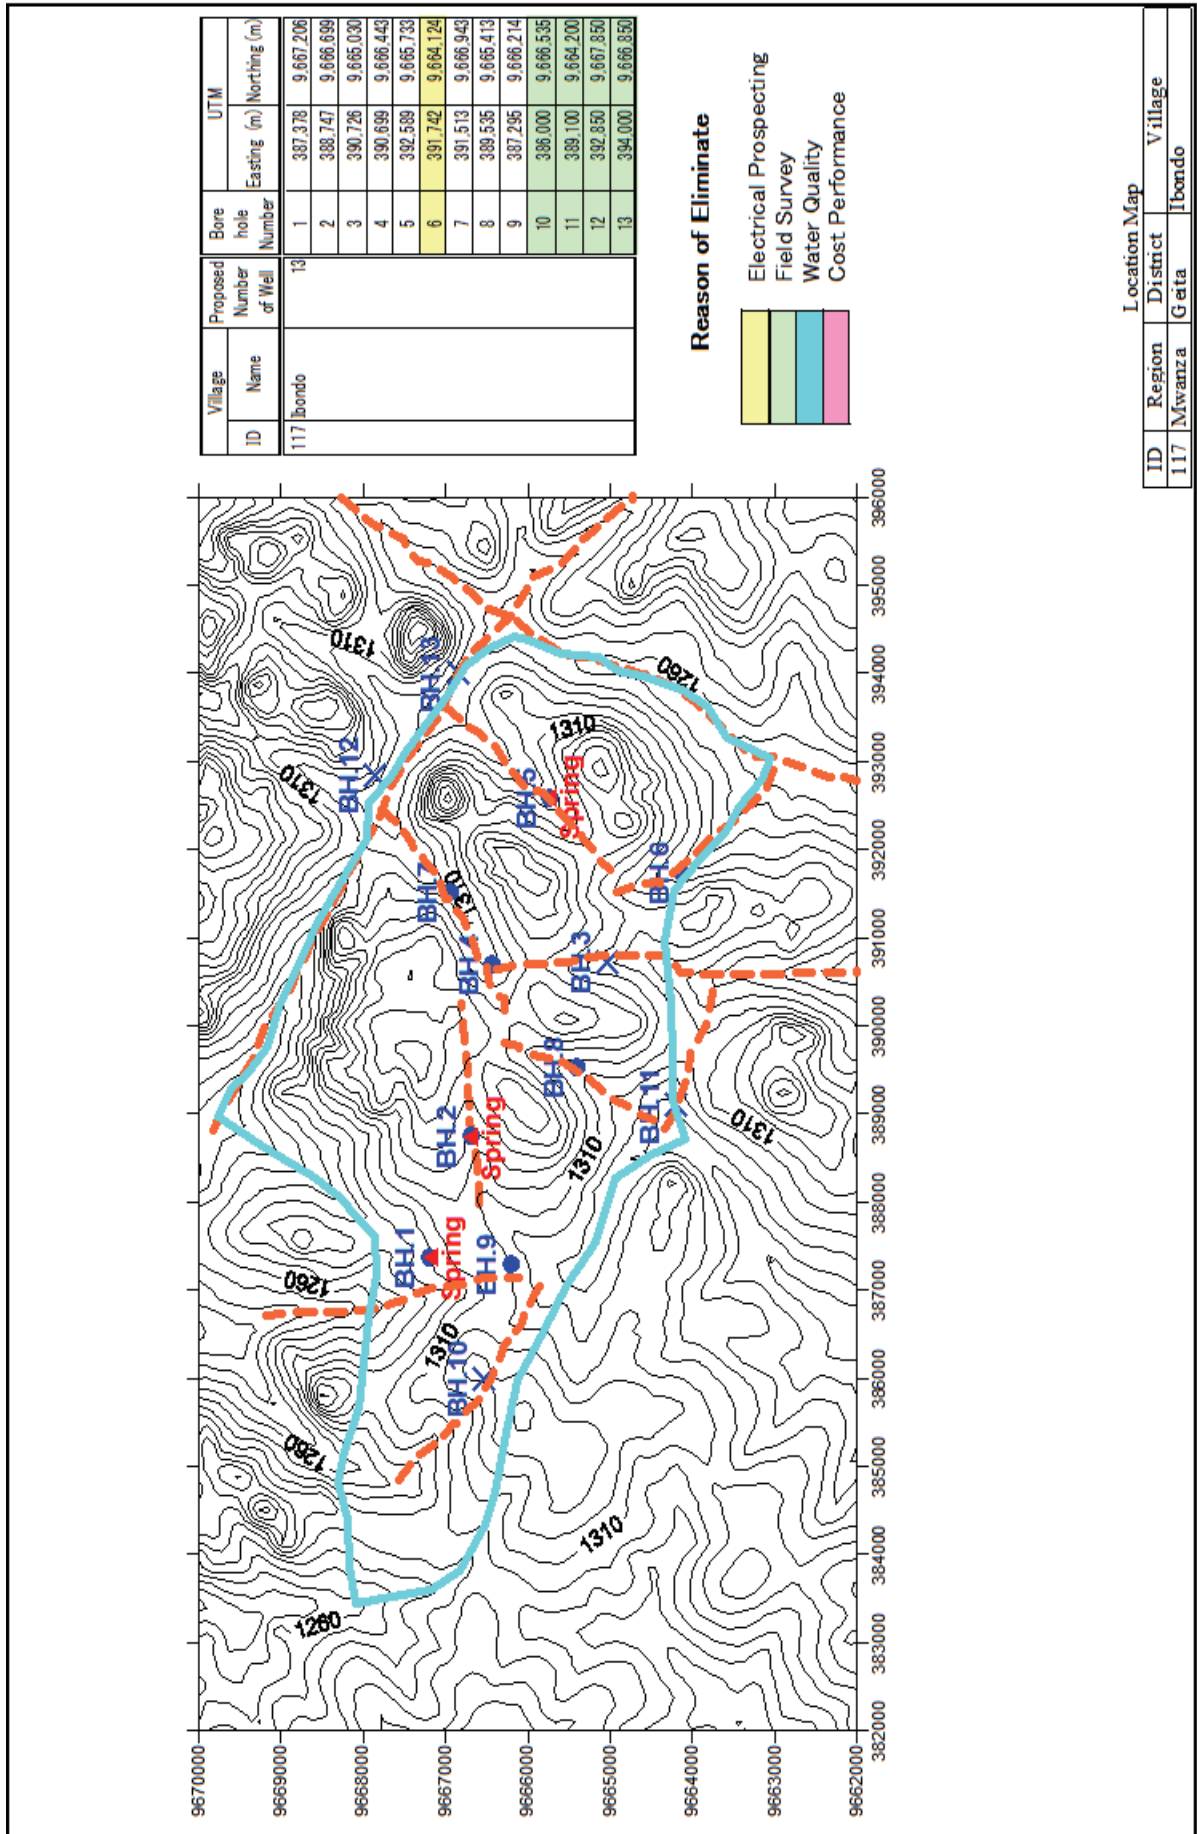 Village
Proposed Number of Well
Bore hole Number
UTM
ID
Name
Easting (m)
Northing (m)
117 Ibondo 13
1 387,378 9,667,206
2 388,747 9,666,699
3 390,726 9,665,030
4 390,699 9,666,443
5 392,589 9,665,733
6 391,742 9,664,124
7 391,513 9,666,943
8 389,535 9,665,413
9 387,295 9,666,214
10 386,000 9,666,535
11 389,100 9,664,200
12 392,850 9,667,850
13 394,000 9,666,850
Reason of Eliminate
Electrical Prospecting
Field Survey
Water Quality
Cost Performance
9670000
9669000
9668000
9667000
9666000
9665000
9664000
9663000
9662000
382000 383000 384000 385000 386000 387000 388000 389000 390000 391000 392000 393000 394000 395000 396000
1260
1260
1260
1260
1310
1310
1310
1310
1310
1310
1310
1310
BH.1
Spring
BH.2
Spring
BH.3
BH.5
Spring
BH.6
BH.7
BH.8
BH.10
BH.11
BH.12
BH.13
Location Map
ID Region District Village
117 Mwanza Geita Ibondo